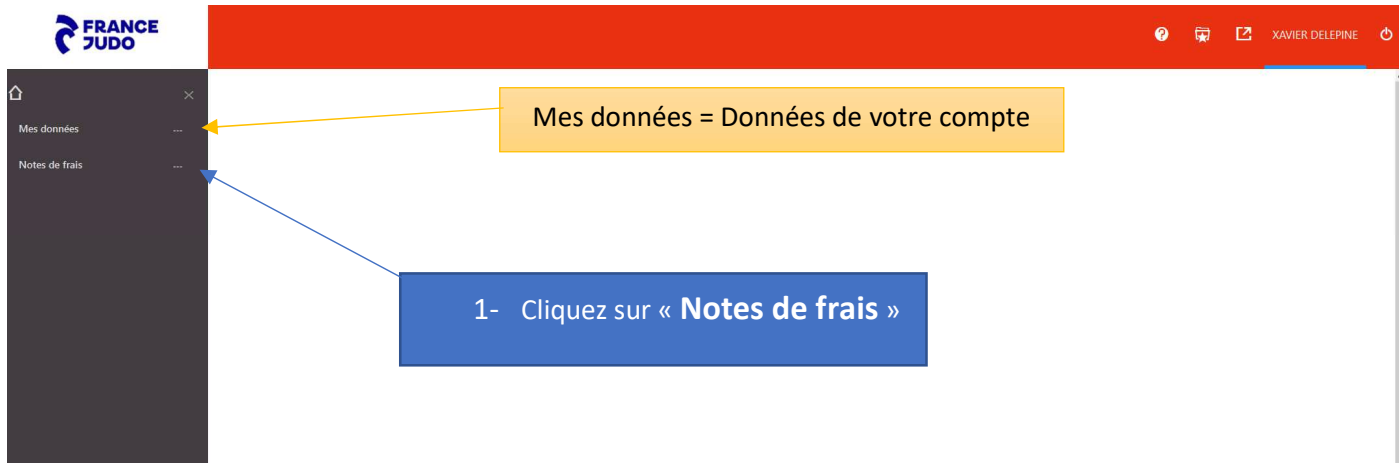 FRANCE
JUDO
XAVIER DELEPINE
Mes données ...
Notes de frais ...
Mes données = Données de votre compte
1- Cliquez sur « Notes de frais »